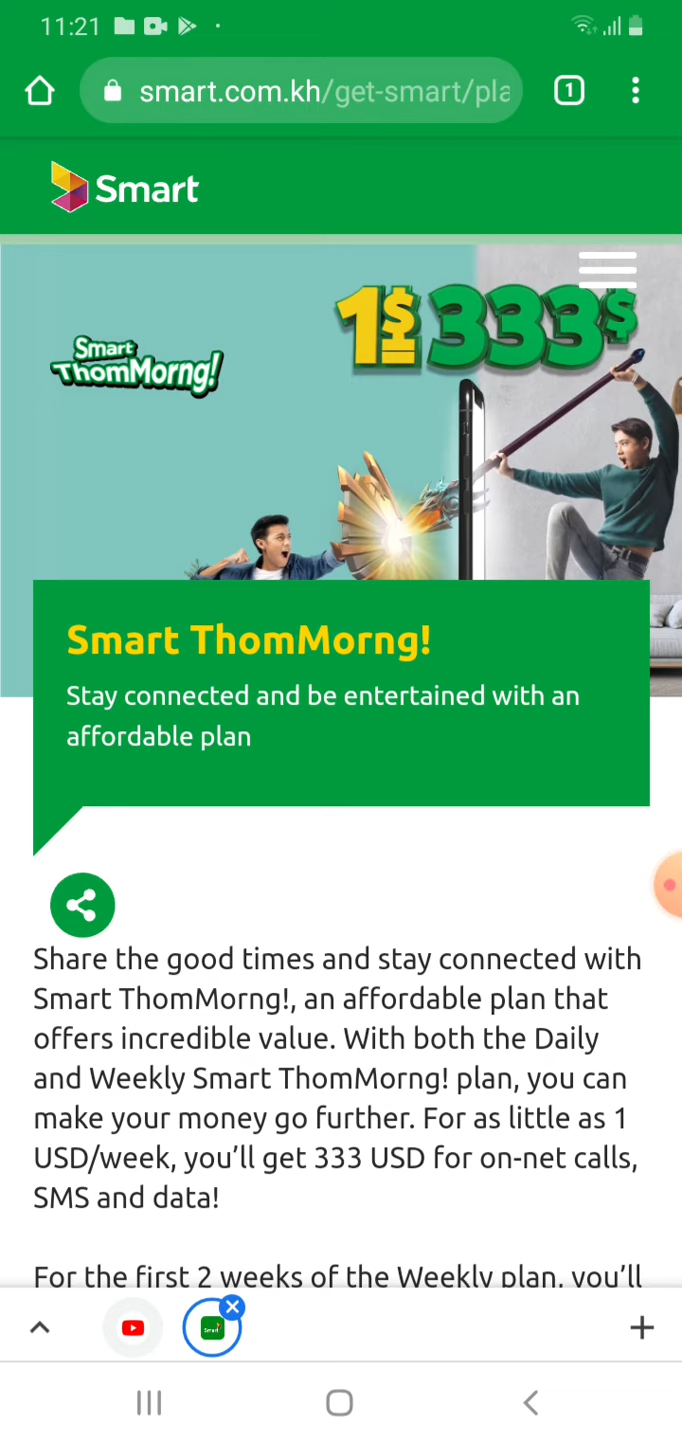 11:21
smart.com.kh/get-smart/pla
1
Smart
1$ 333$
Smart
ThomMorng!
Smart ThomMorng!
Stay connected and be entertained with an
affordable plan
Share the good times and stay connected with
Smart ThomMorng!, an affordable plan that
offers incredible value. With both the Daily
and Weekly Smart ThomMorng! plan, you can
make your money go further. For as little as 1
USD/week, you’ll get 333 USD for on-net calls,
SMS and data!
For the first 2 weeks of the Weekly plan, you’ll
Smart